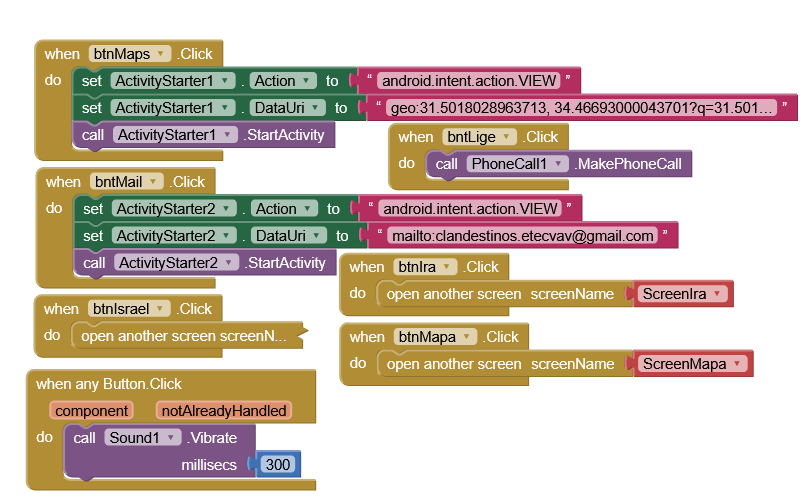 when btnMaps .Click
do set ActivityStarter1 . Action to " android.intent.action.VIEW "
set ActivityStarter1 . DataUri to " geo:31.5018028963713, 34.46693000043701?q=31.501... "
call ActivityStarter1 .StartActivity
when bntLige .Click
do call PhoneCall1 .MakePhoneCall
when bntMail .Click
do set ActivityStarter2 . Action to " android.intent.action.VIEW "
set ActivityStarter2 . DataUri to " mailto:clandestinos.etecvav@gmail.com "
call ActivityStarter2 .StartActivity
when btnIra .Click
do open another screen screenName ScreenIra
when btnIsrael .Click
do open another screen screenN...
when btnMapa .Click
do open another screen screenName ScreenMapa
when any Button.Click
component notAlreadyHandled
do call Sound1 .Vibrate
millisecs 300